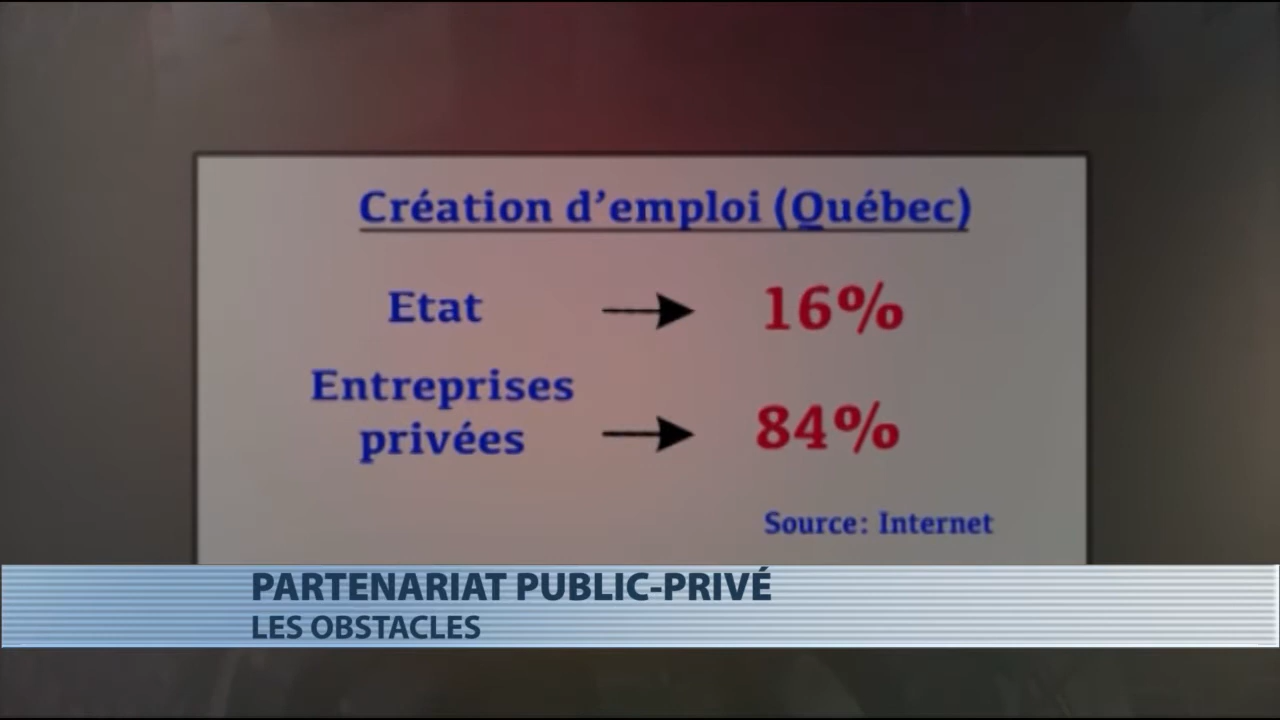 Création d'emploi (Québec)
Etat → 16%
Entreprises
privées → 84%
Source: Internet
PARTENARIAT PUBLIC-PRIVÉ
LES OBSTACLES